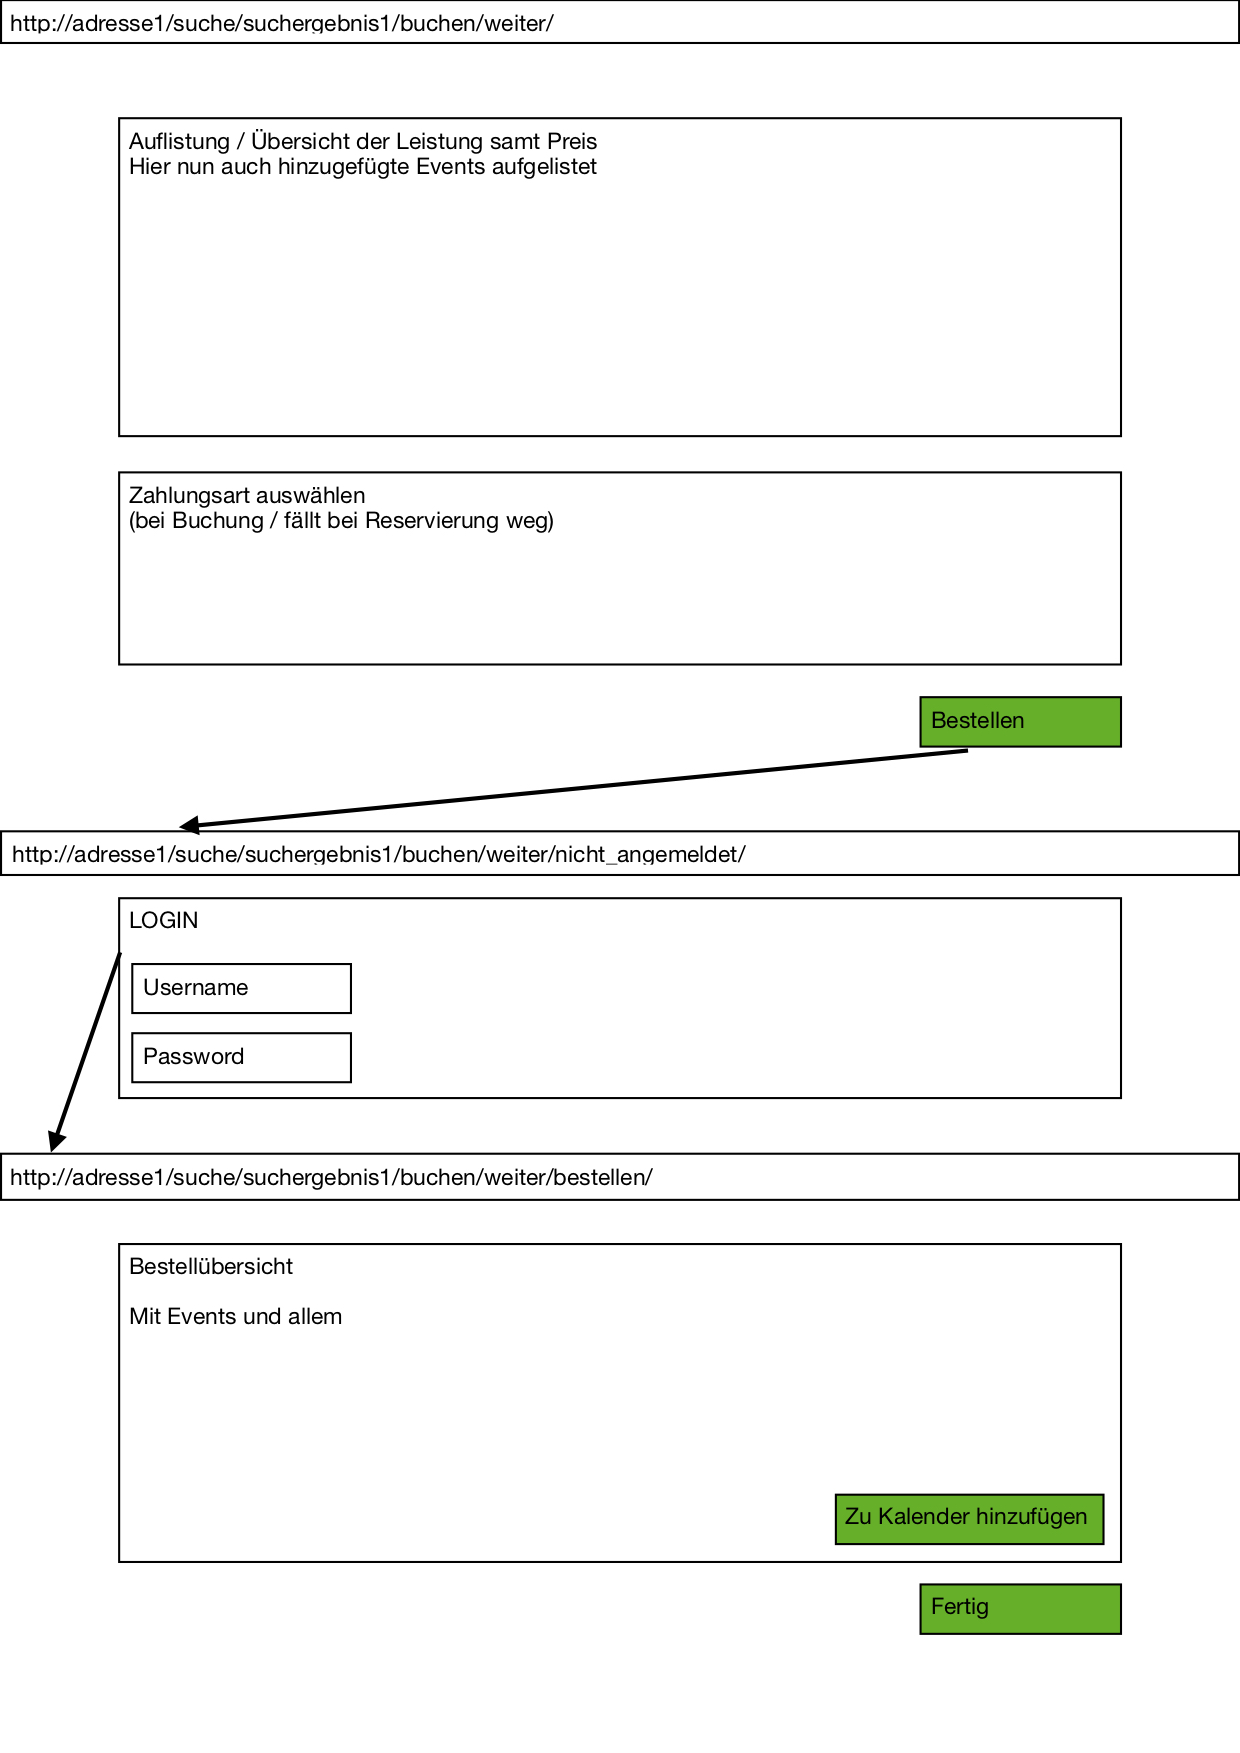 http://adresse1/suche/suchergebnis1/buchen/weiter/
Auflistung / Übersicht der Leistung samt Preis
Hier nun auch hinzugefügte Events aufgelistet
Zahlungsart auswählen
(bei Buchung / fällt bei Reservierung weg)
Bestellen
http://adresse1/suche/suchergebnis1/buchen/weiter/nicht_angemeldet/
LOGIN
Username
Password
http://adresse1/suche/suchergebnis1/buchen/weiter/bestellen/
Bestellübersicht
Mit Events und allem
Zu Kalender hinzufügen
Fertig